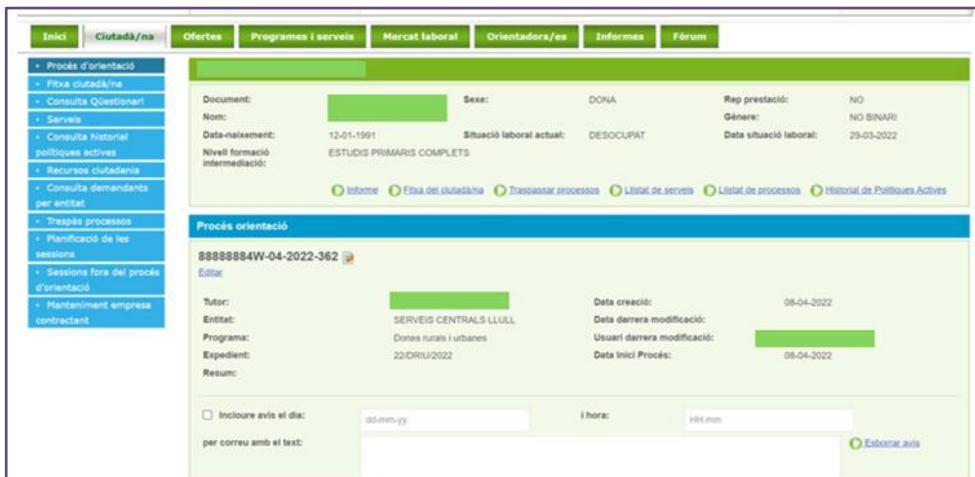 Inici Ciutadà/na Ofertes Programes i serveis Mercat laboral Orientadors/es Informes Fòrum
Procés d'orientació
Fitxa ciutadà/na
Consulta Qüestionari
Serveis
Consulta historial
polítiques actives
Recursos ciutadania
Consulta demandants
per entitat
Traspàs processos
Planificació de les
sessions
Sessions fora del procés
d'orientació
Manteniment empresa
contractant
Document: Sexe: DONA Rep prestació: NO
Nom: Gènere: NO BINARI
Data-naixement: 12-01-1991 Situació laboral actual: DESOCUPAT Data situació laboral: 29-03-2022
Nivell formació ESTUDIS PRIMARIS COMPLETS
intermediació:
Informe Fitxa del ciutadà/na Traspassar processos Llistat de serveis Llistat de processos Historial de Polítiques Actives
Procés orientació
88888884W-04-2022-362
Editar
Tutor: Data creació: 08-04-2022
Entitat: SERVEIS CENTRALS LLULL Data darrera modificació:
Programa: Dones rurals i urbanes Usuari darrera modificació:
Expedient: 22/DRIU/2022 Data Inici Procés: 08-04-2022
Resum:
Incloure avis el dia: dd-mm-yy i hora: HH:mm
per correu amb el text: Esborrar avis